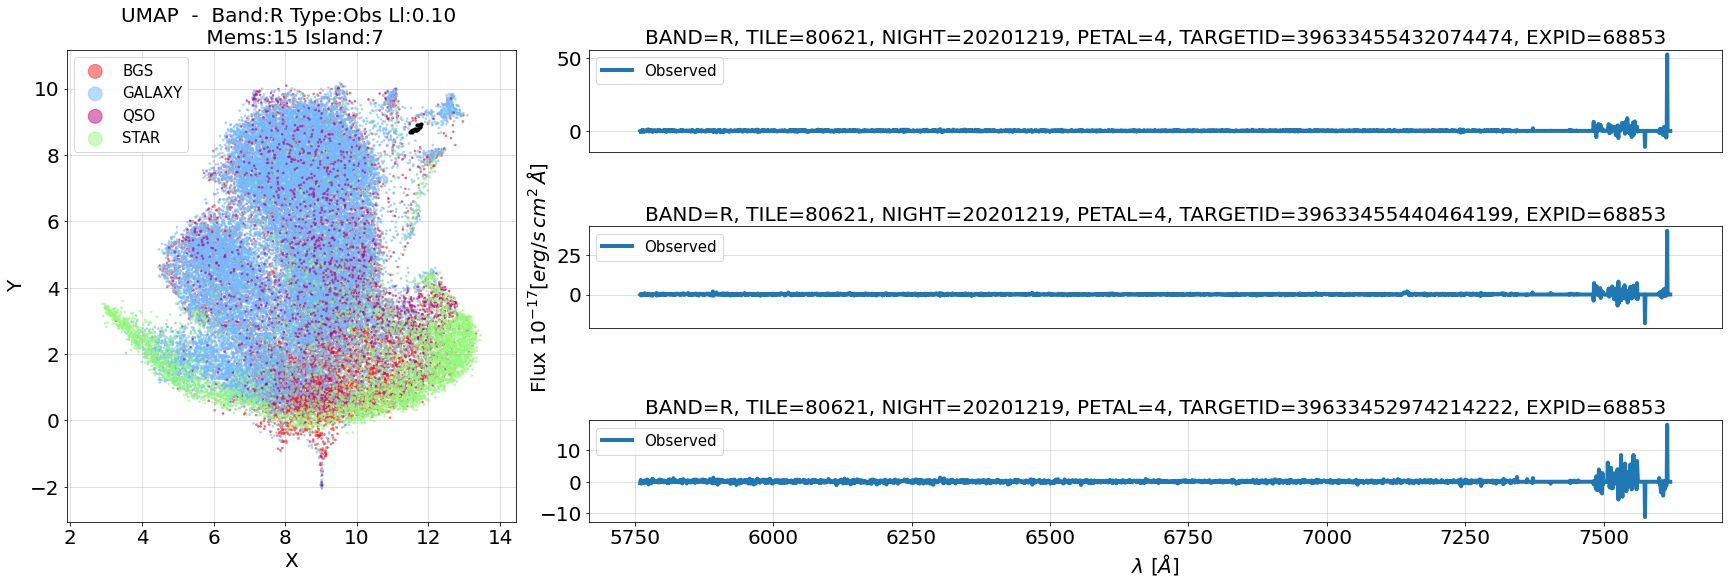 UMAP - Band:R Type:Obs Ll:0.10
Mems:15 Island:7
BGS
GALAXY
QSO
STAR
10
8
6
4
2
0
−2
Y
2
4
6
8
10
12
14
X
Flux 10−17[erg/s cm2 Å]
BAND=R, TILE=80621, NIGHT=20201219, PETAL=4, TARGETID=39633455432074474, EXPID=68853
Observed
50
0
BAND=R, TILE=80621, NIGHT=20201219, PETAL=4, TARGETID=39633455440464199, EXPID=68853
Observed
25
0
BAND=R, TILE=80621, NIGHT=20201219, PETAL=4, TARGETID=39633452974214222, EXPID=68853
Observed
10
0
−10
5750
6000
6250
6500
6750
7000
7250
7500
λ [Å]